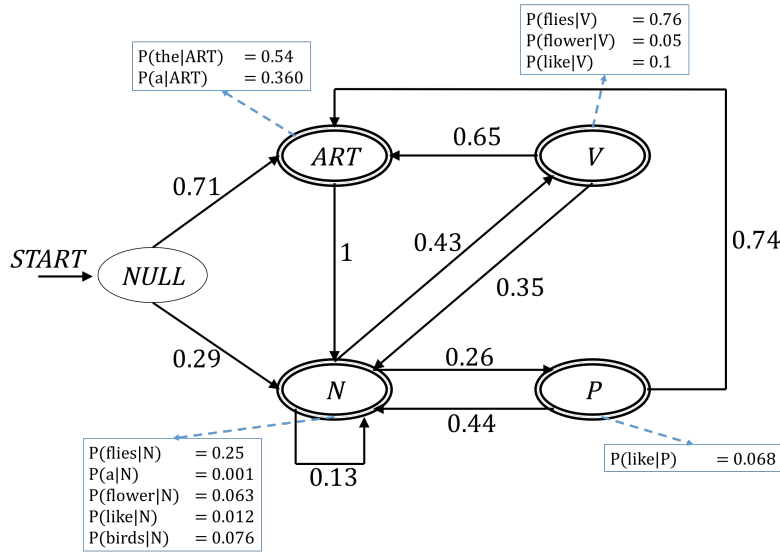 P(the|ART) = 0.54
P(a|ART) = 0.360
P(flies|V) = 0.76
P(flower|V) = 0.05
P(like|V) = 0.1
ART
0.65
V
0.71
START
NULL
1
0.43
0.35
0.74
0.29
N
0.26
P
0.44
0.13
P(flies|N) = 0.25
P(a|N) = 0.001
P(flower|N) = 0.063
P(like|N) = 0.012
P(birds|N) = 0.076
P(like|P) = 0.068